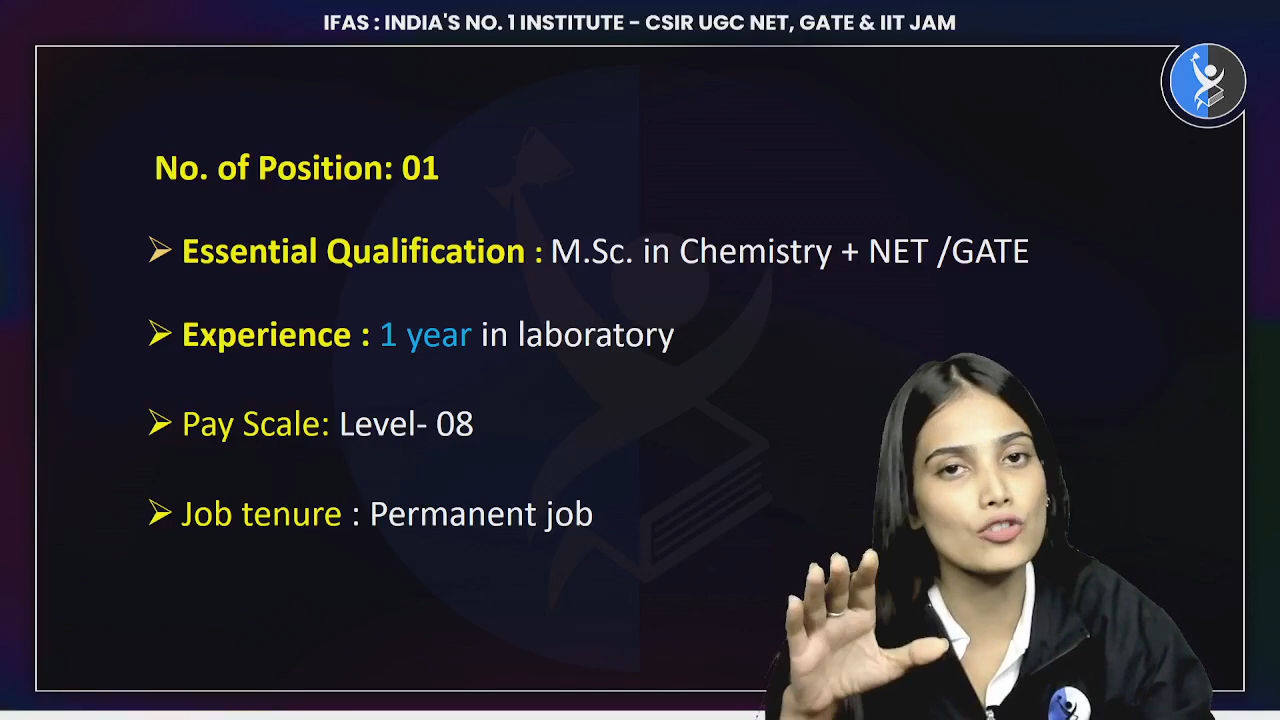 IFAS : INDIA'S NO. 1 INSTITUTE - CSIR UGC NET, GATE & IIT JAM
No. of Position: 01
Essential Qualification : M.Sc. in Chemistry + NET /GATE
Experience : 1 year in laboratory
Pay Scale: Level- 08
Job tenure : Permanent job